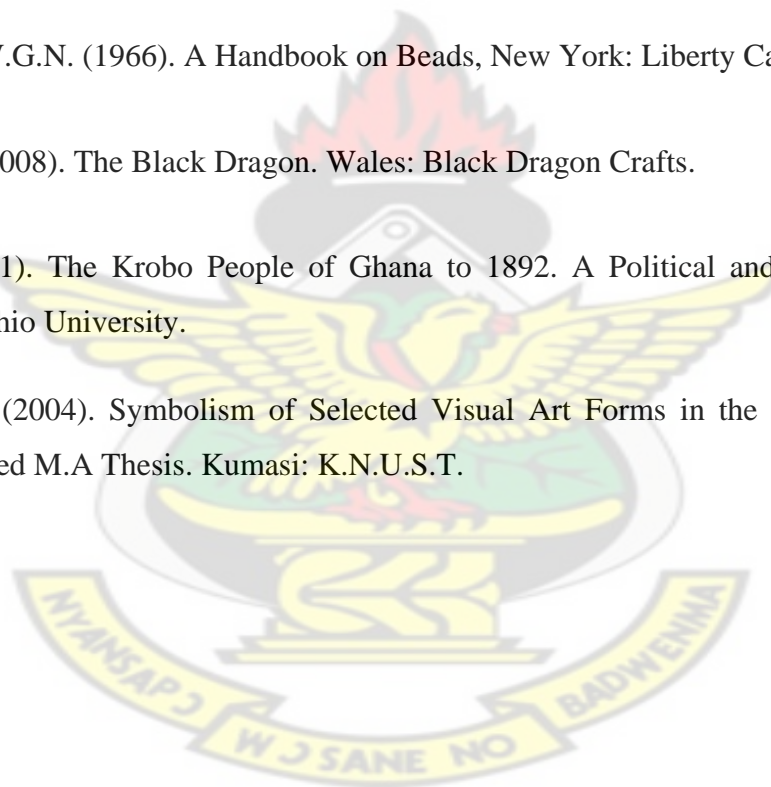 .G.N. (1966). A Handbook on Beads, New York: Liberty Ca
008). The Black Dragon. Wales: Black Dragon Crafts.
1). The Krobo People of Ghana to 1892. A Political and
nio University.
(2004). Symbolism of Selected Visual Art Forms in the
ed M.A Thesis. Kumasi: K.N.U.S.T.
NYANSAPƆ
WƆSANE NO
BADWENMA